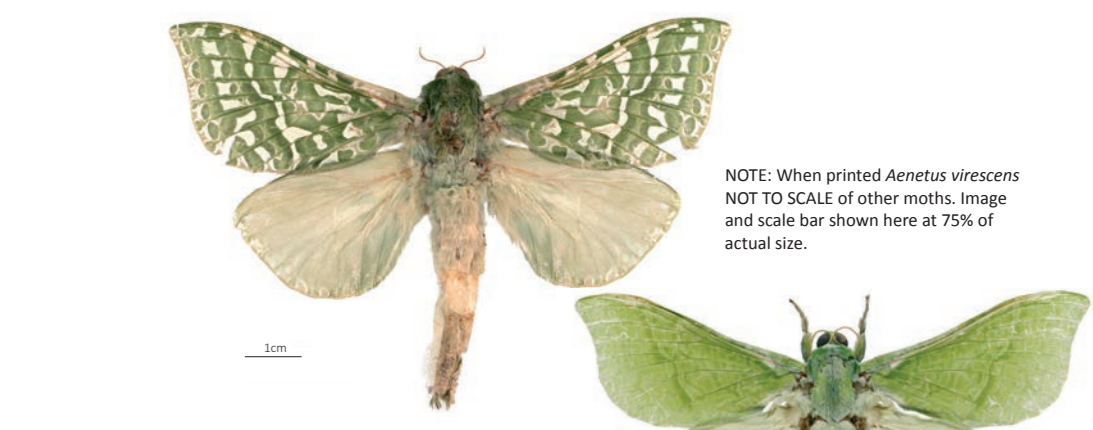 NOTE: When printed Aenetus virescens
NOT TO SCALE of other moths. Image
and scale bar shown here at 75% of
actual size.
1cm